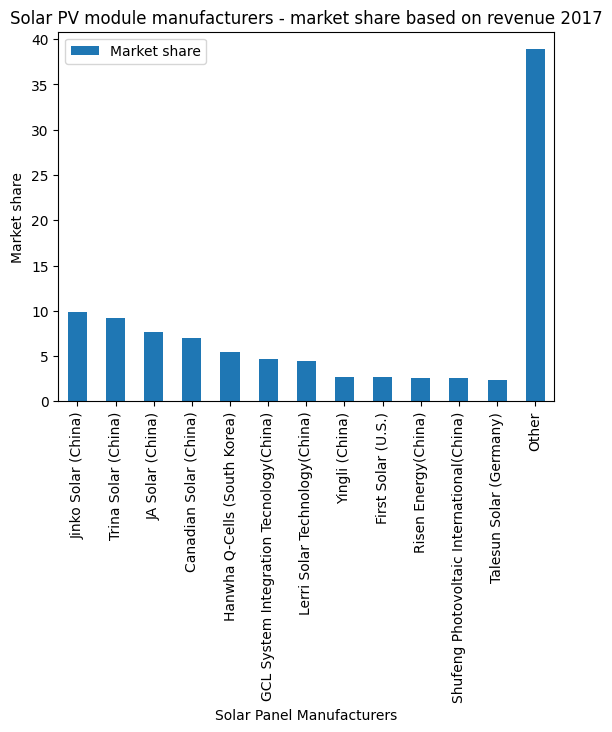 Solar PV module manufacturers - market share based on revenue 2017
Market share
40
35
30
25
20
15
10
5
0
Market share
Jinko Solar (China)
Trina Solar (China)
JA Solar (China)
Canadian Solar (China)
Hanwha Q-Cells (South Korea)
GCL System Integration Tecnology(China)
Lerri Solar Technology(China)
Yingli (China)
First Solar (U.S.)
Risen Energy(China)
Shufeng Photovoltaic International(China)
Talesun Solar (Germany)
Other
Solar Panel Manufacturers